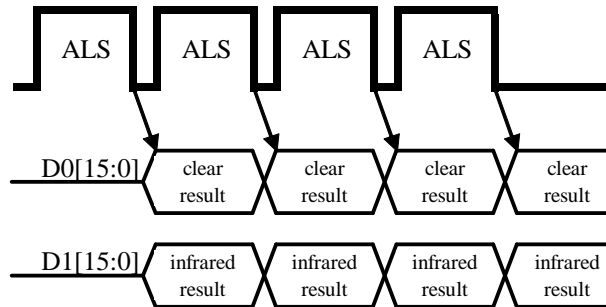 ALS ALS ALS ALS
D0[15:0] clear clear clear clear
result result result result
D1[15:0] infrared infrared infrared infrared
result result result result